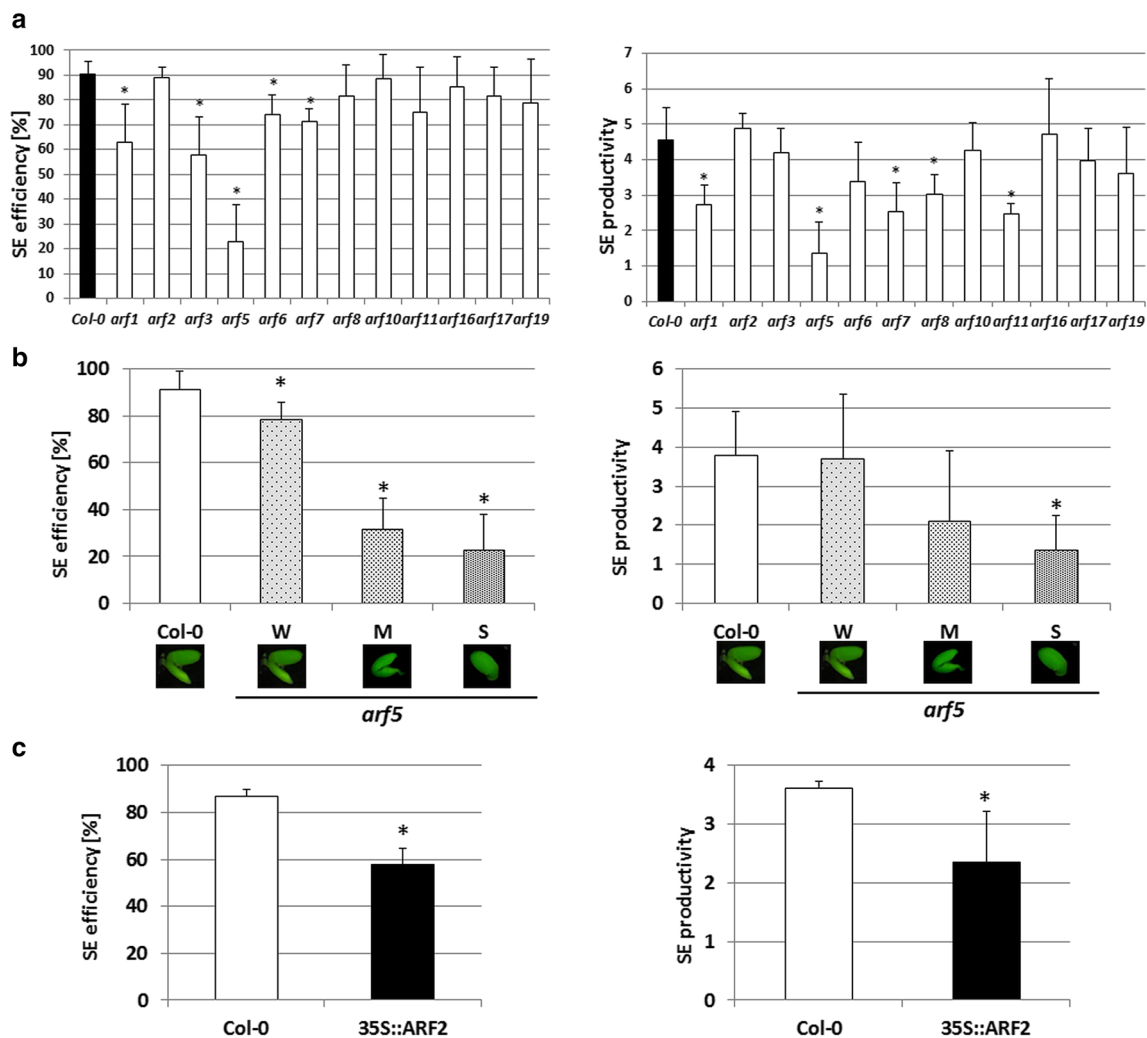 a
SE efficiency [%]
100
90
80
70
60
50
40
30
20
10
0
* * * * *
Col-0 arf1 arf2 arf3 arf5 arf6 arf7 arf8 arf10 arf11 arf16 arf17 arf19
SE productivity
7
6
5
4
3
2
1
0
* * * * *
Col-0 arf1 arf2 arf3 arf5 arf6 arf7 arf8 arf10 arf11 arf16 arf17 arf19
b
SE efficiency [%]
100
80
60
40
20
0
* * *
Col-0 W M S
arf5
SE productivity
6
5
4
3
2
1
0
*
Col-0 W M S
arf5
c
SE efficiency [%]
100
80
60
40
20
0
*
Col-0 35S::ARF2
SE productivity
4
3
2
1
0
*
Col-0 35S::ARF2